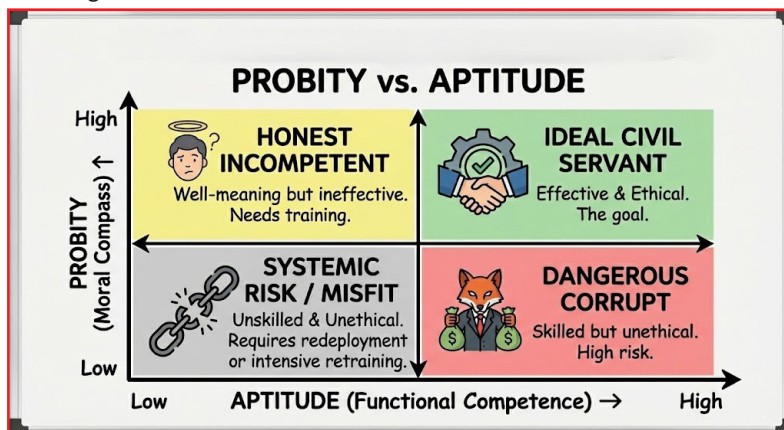 PROBITY vs. APTITUDE
High
PROBITY
(Moral Compass) ↑
Low
HONEST
INCOMPETENT
Well-meaning but ineffective.
Needs training.
?
IDEAL CIVIL
SERVANT
Effective & Ethical.
The goal.
SYSTEMIC
RISK / MISFIT
Unskilled & Unethical.
Requires redeployment
or intensive retraining.
DANGEROUS
CORRUPT
Skilled but unethical.
High risk.
$ $
Low APTITUDE (Functional Competence) → High